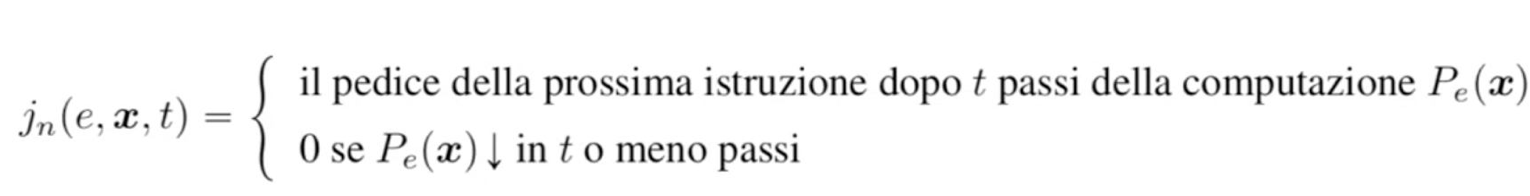 il pedice della prossima istruzione dopo t passi della computazione Pₑ(𝒙)
jₙ(e, 𝒙, t) = {
0 se Pₑ(𝒙)↓ in t o meno passi